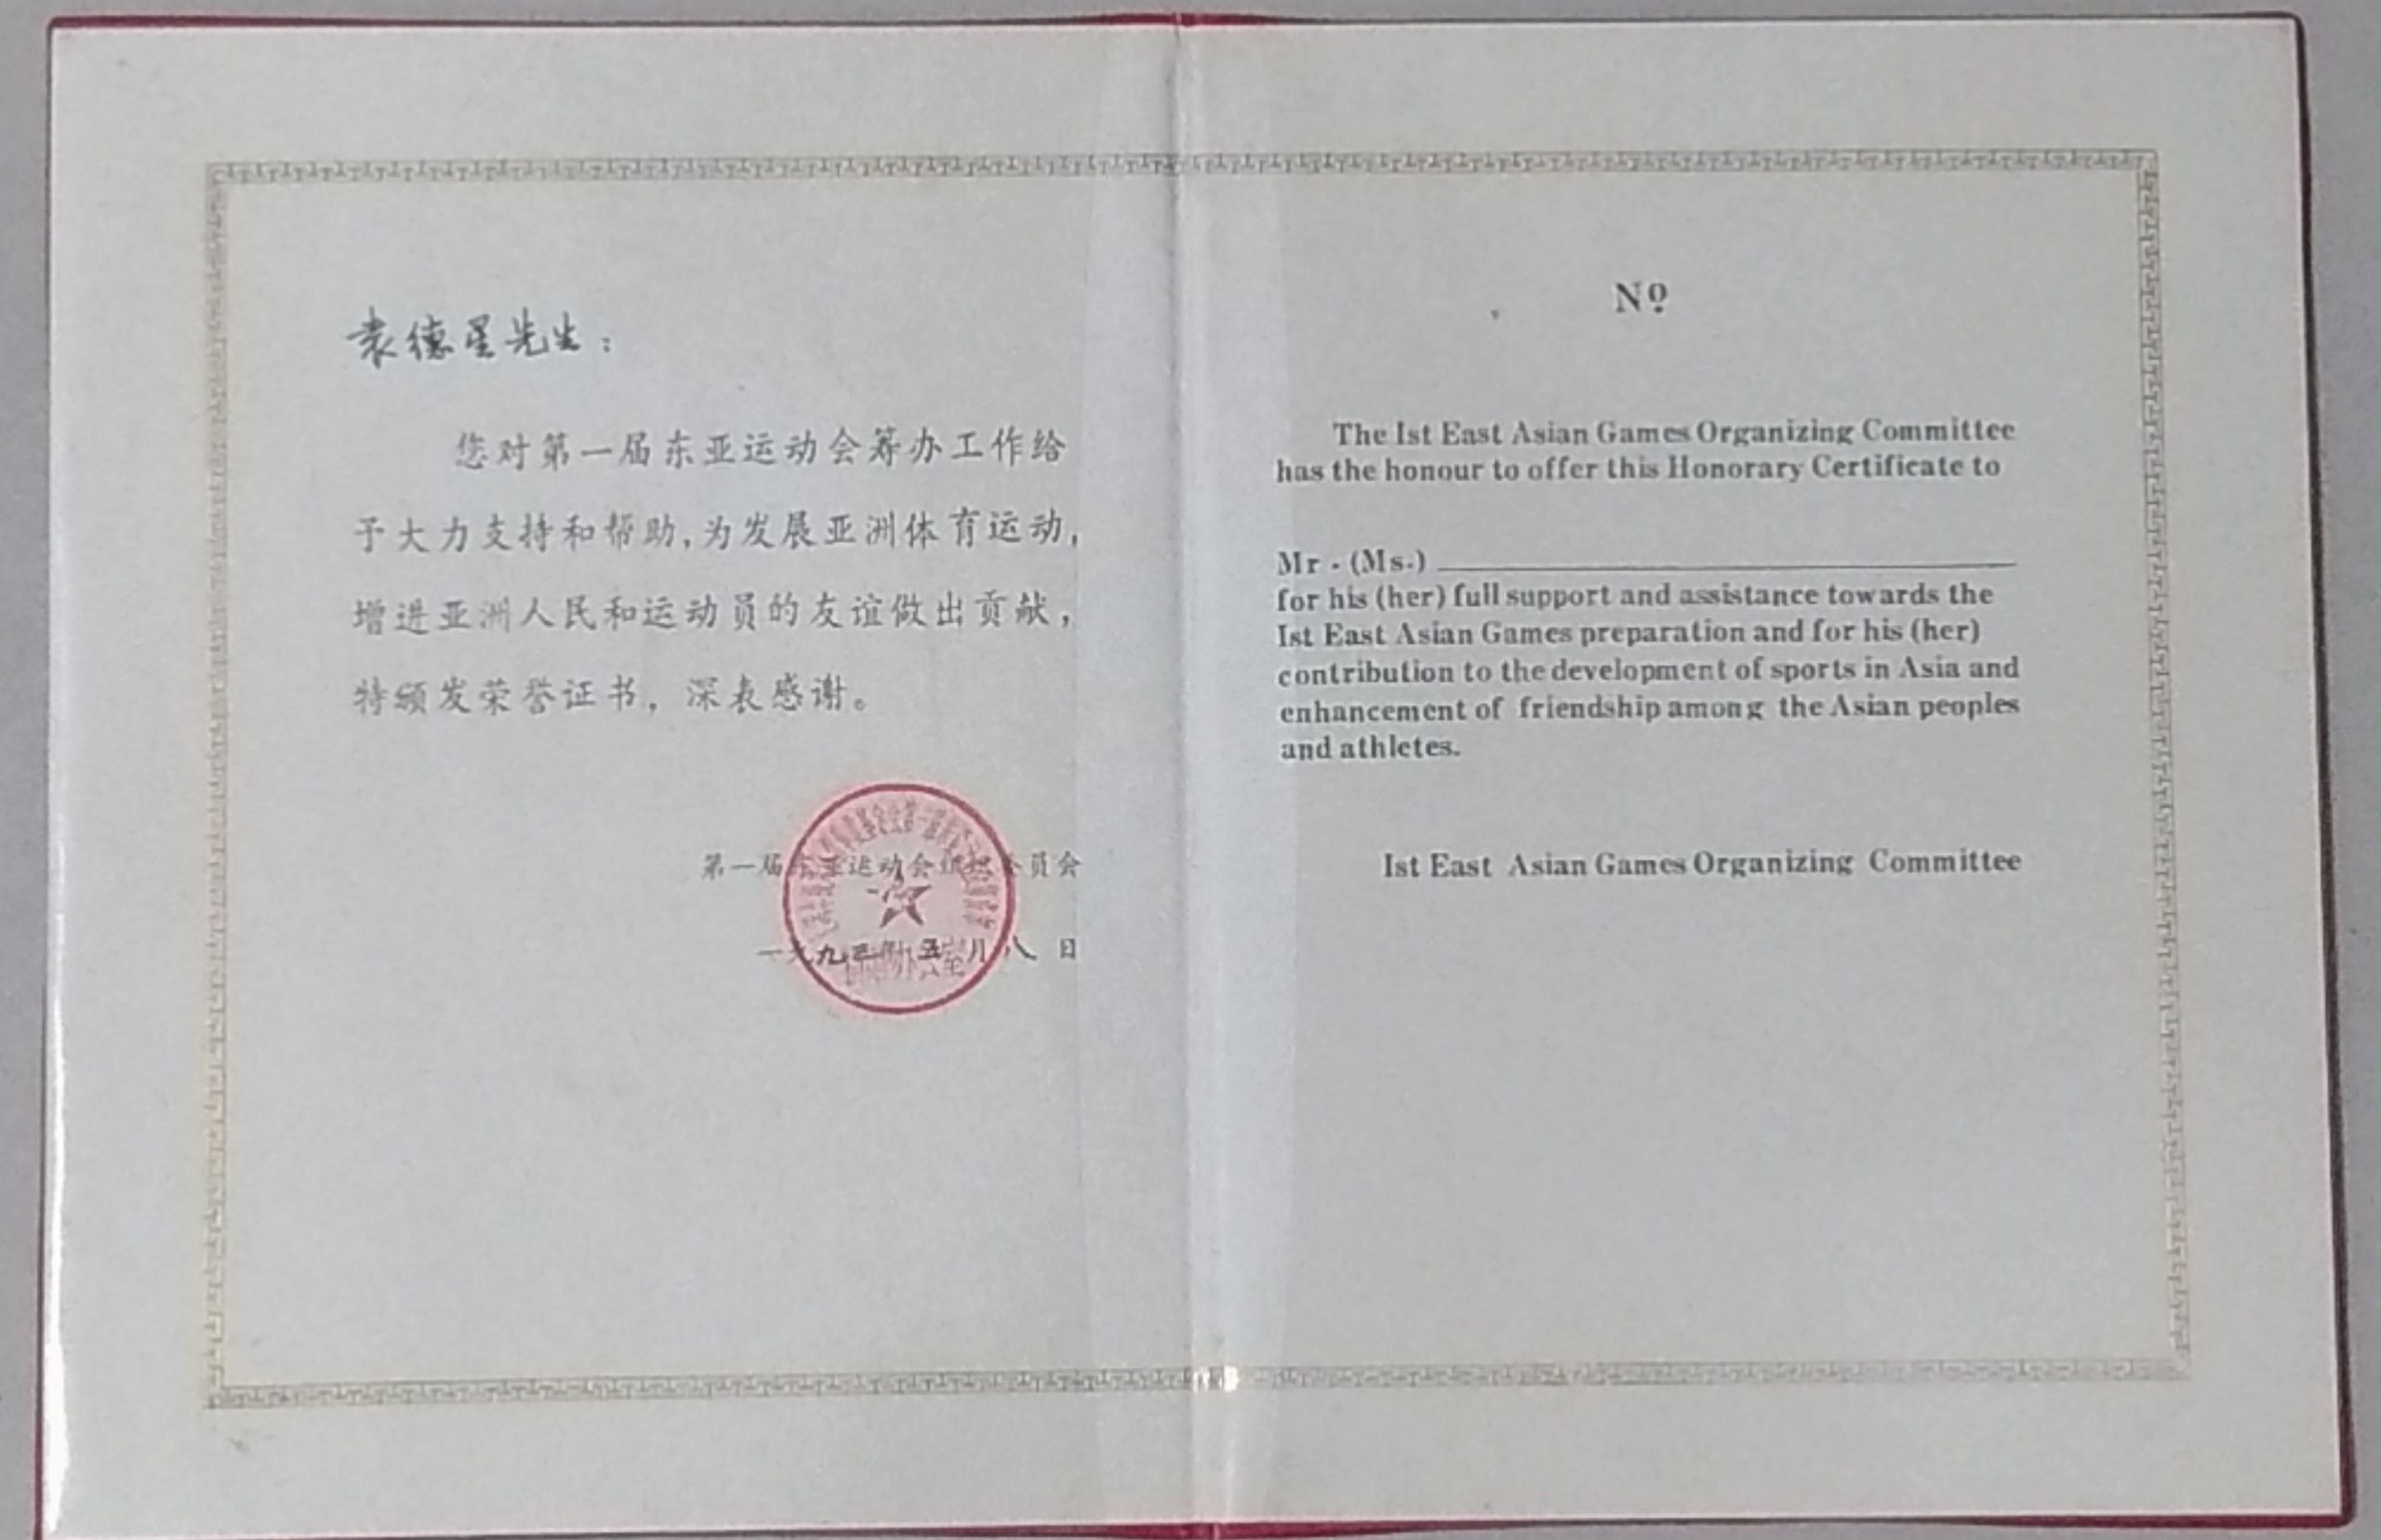 袁德星先生：
您对第一届东亚运动会筹办工作给
予大力支持和帮助，为发展亚洲体育运动，
增进亚洲人民和运动员的友谊做出贡献，
特颁发荣誉证书，深表感谢。
第一届东亚运动会组织委员会
一九九三年五月八日
Nº
The Ist East Asian Games Organizing Committee
has the honour to offer this Honorary Certificate to
Mr · (Ms.)
for his (her) full support and assistance towards the
Ist East Asian Games preparation and for his (her)
contribution to the development of sports in Asia and
enhancement of friendship among the Asian peoples
and athletes.
Ist East Asian Games Organizing Committee